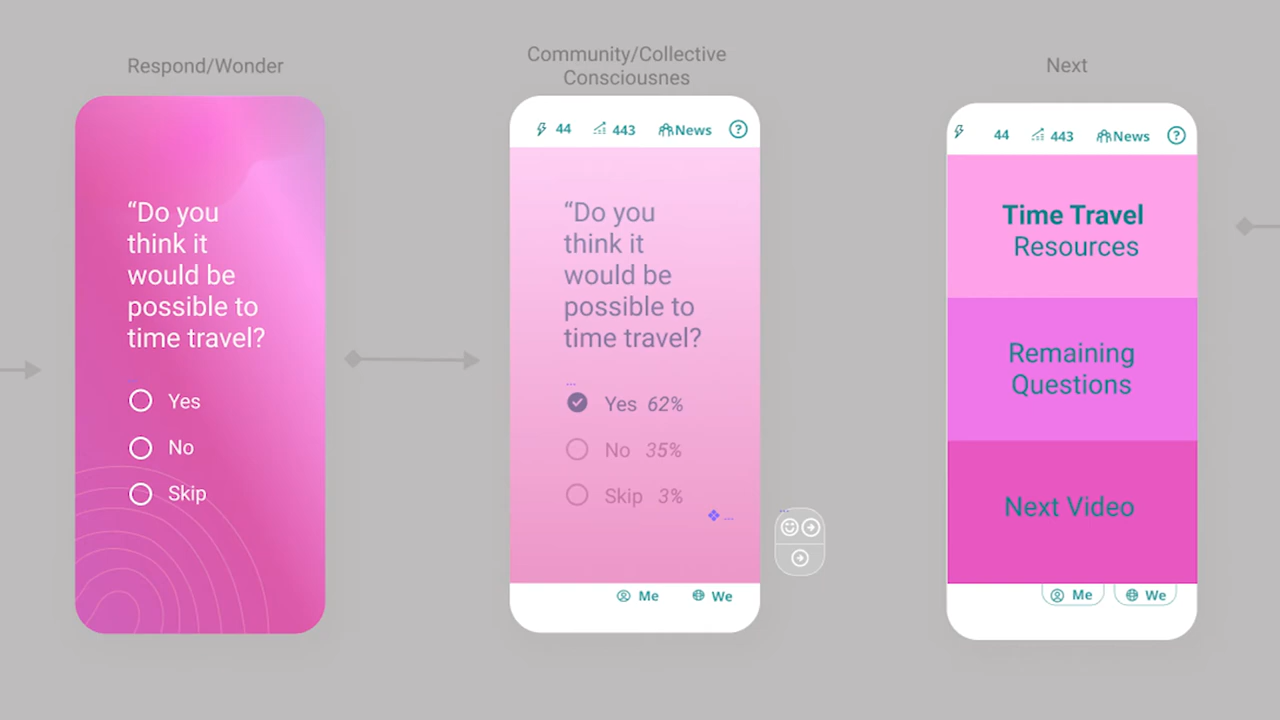 Respond/Wonder
“Do you
think it
would be
possible to
time travel?
Yes
No
Skip
Community/Collective
Consciousnes
44 443 News ?
“Do you
think it
would be
possible to
time travel?
...
Yes 62%
No 35%
Skip 3%
...
Me We
...
Next
44 443 News ?
Time Travel
Resources
Remaining
Questions
Next Video
Me We